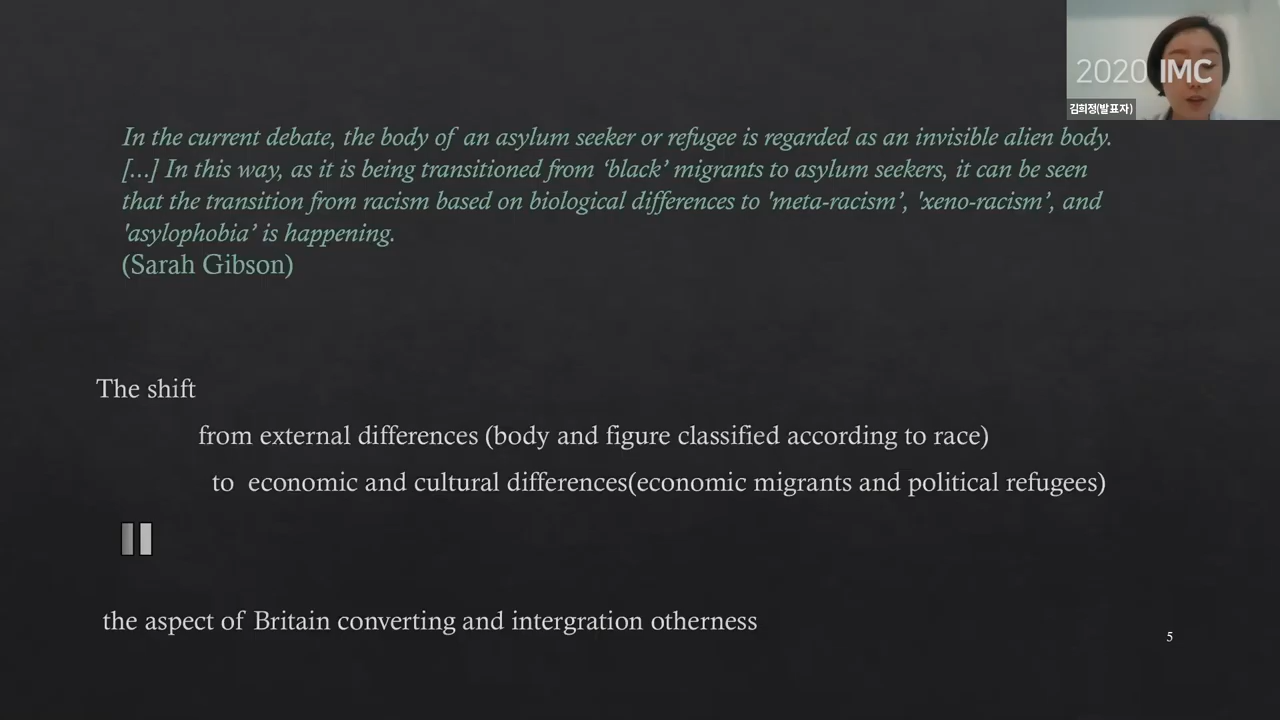 2020 IMC
김희정(발표자)
In the current debate, the body of an asylum seeker or refugee is regarded as an invisible alien body.
[...] In this way, as it is being transitioned from ‘black’ migrants to asylum seekers, it can be seen
that the transition from racism based on biological differences to 'meta-racism’, 'xeno-racism’, and
'asylophobia’ is happening.
(Sarah Gibson)
The shift
from external differences (body and figure classified according to race)
to economic and cultural differences(economic migrants and political refugees)
the aspect of Britain converting and intergration otherness
5